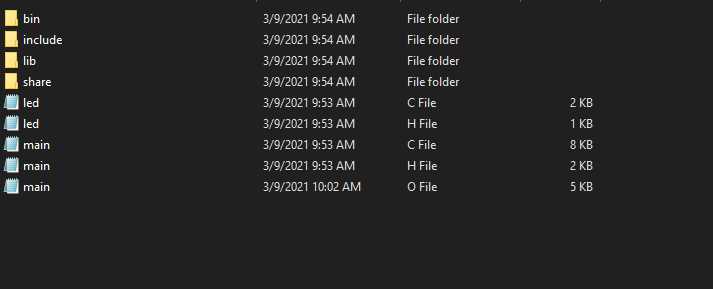 bin 3/9/2021 9:54 AM File folder
include 3/9/2021 9:54 AM File folder
lib 3/9/2021 9:54 AM File folder
share 3/9/2021 9:54 AM File folder
led 3/9/2021 9:53 AM C File 2 KB
led 3/9/2021 9:53 AM H File 1 KB
main 3/9/2021 9:53 AM C File 8 KB
main 3/9/2021 9:53 AM H File 2 KB
main 3/9/2021 10:02 AM O File 5 KB